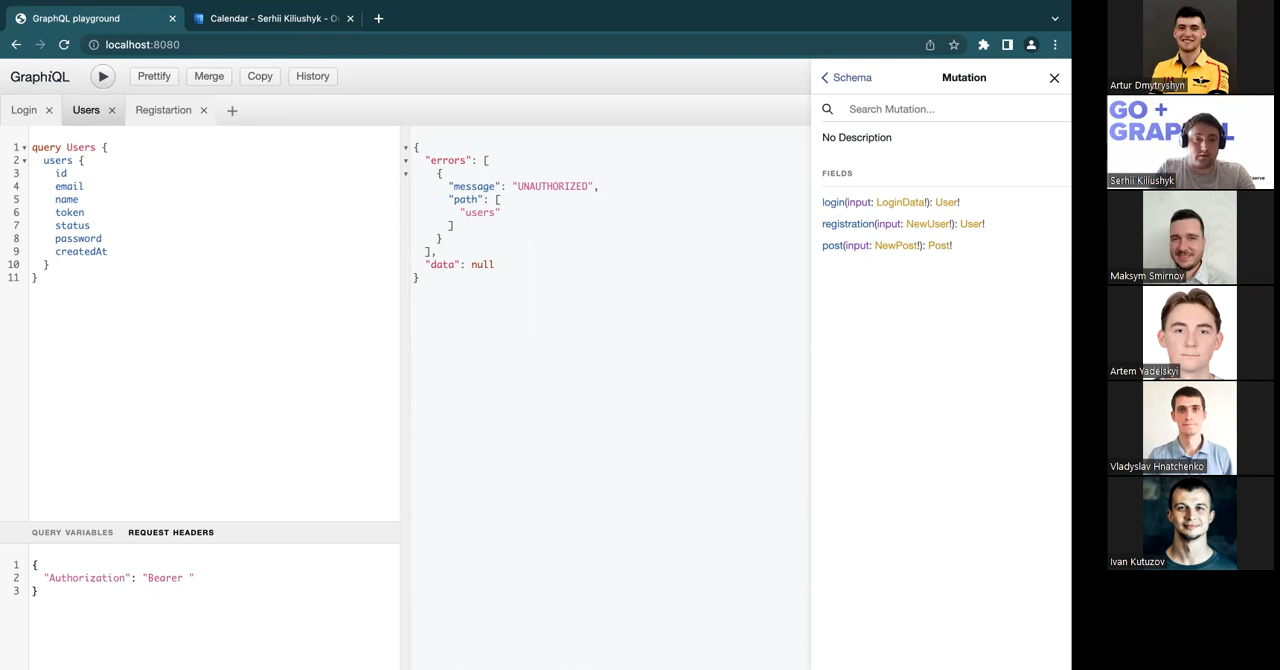 GraphQL playground
Calendar - Serhii Kiliushyk - O
localhost:8080
GraphiQL
Prettify
Merge
Copy
History
Login
Users
Registartion
1 query Users {
2 users {
3 id
4 email
5 name
6 token
7 status
8 password
9 createdAt
10 }
11 }
{
"errors": [
{
"message": "UNAUTHORIZED",
"path": [
"users"
]
}
],
"data": null
}
QUERY VARIABLES
REQUEST HEADERS
1 {
2 "Authorization": "Bearer "
3 }
Schema
Mutation
Search Mutation...
No Description
FIELDS
login(input: LoginData!): User!
registration(input: NewUser!): User!
post(input: NewPost!): Post!
Artur Dmytryshyn
GO +
GRAPHQL
Serhii Kiliushyk
Maksym Smirnov
Artem Yadelskyi
Vladyslav Hnatchenko
Ivan Kutuzov